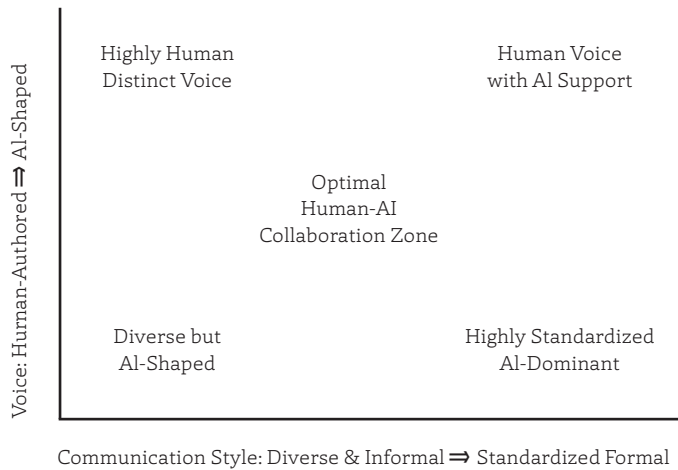 Highly Human
Distinct Voice
Human Voice
with Al Support
Optimal
Human-AI
Collaboration Zone
Diverse but
Al-Shaped
Highly Standardized
Al-Dominant
Voice: Hurnan-Authored ⇒ Al-Shaped
Communication Style: Diverse & Informal ⇒ Standardized Formal